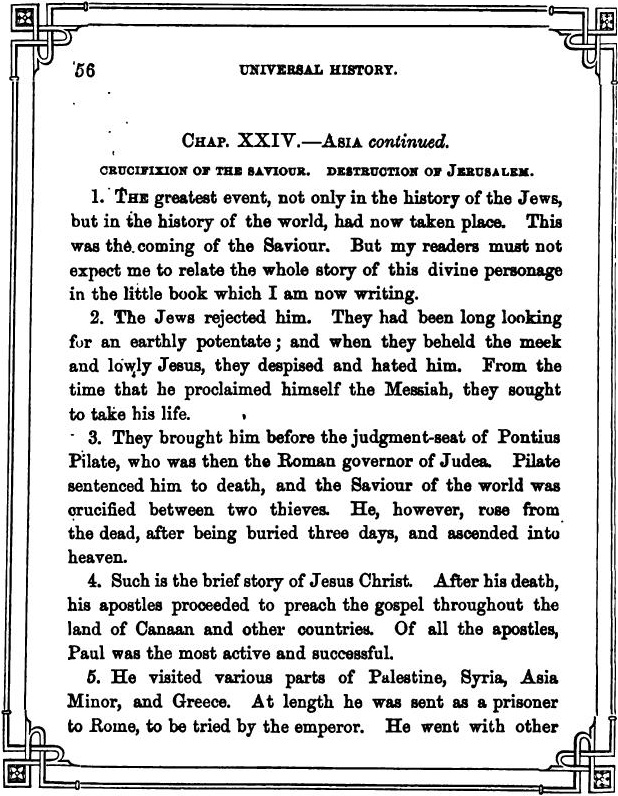 56 UNIVERSAL HISTORY.
CHAP. XXIV.—ASIA continued.
CRUCIFIXION OF THE SAVIOUR. DESTRUCTION OF JERUSALEM.
1. THE greatest event, not only in the history of the Jews,
but in the history of the world, had now taken place. This
was the coming of the Saviour. But my readers must not
expect me to relate the whole story of this divine personage
in the little book which I am now writing.
2. The Jews rejected him. They had been long looking
for an earthly potentate; and when they beheld the meek
and lowly Jesus, they despised and hated him. From the
time that he proclaimed himself the Messiah, they sought
to take his life.
3. They brought him before the judgment-seat of Pontius
Pilate, who was then the Roman governor of Judea. Pilate
sentenced him to death, and the Saviour of the world was
crucified between two thieves. He, however, rose from
the dead, after being buried three days, and ascended into
heaven.
4. Such is the brief story of Jesus Christ. After his death,
his apostles proceeded to preach the gospel throughout the
land of Canaan and other countries. Of all the apostles,
Paul was the most active and successful.
5. He visited various parts of Palestine, Syria, Asia
Minor, and Greece. At length he was sent as a prisoner
to Rome, to be tried by the emperor. He went with other